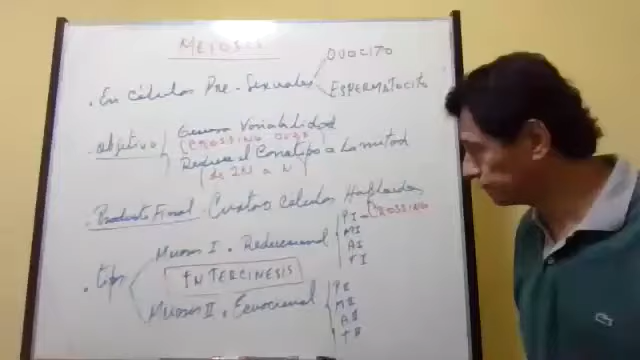 MEIOSIS
. En Células Pre-Sexuales
OVOCITO
ESPERMATOCITO
. Objetivo
Genera Variabilidad
(CROSSING OVER)
Reduce el Cariotipo a La mitad
de 2N a N
. Producto Final. Cuatro Células Haploides
. tipos
Meiosis I . Reduccional
PI - CROSSING
MI
AI
TI
INTERCINESIS
Meiosis II . Ecuacional
PII
MII
AII
TII